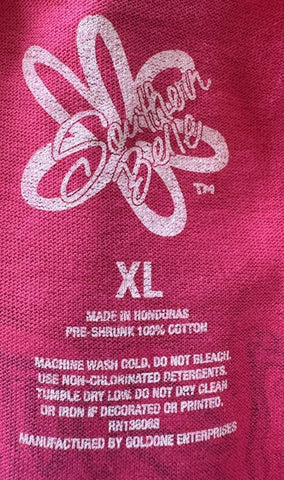 Southern
Belle
TM
XL
MADE IN HONDURAS
PRE-SHRUNK 100% COTTON
MACHINE WASH COLD, DO NOT BLEACH.
USE NON-CHLORINATED DETERGENTS.
TUMBLE DRY LOW. DO NOT DRY CLEAN
OR IRON IF DECORATED OR PRINTED.
RN136063
MANUFACTURED BY GOLDONE ENTERPRISES